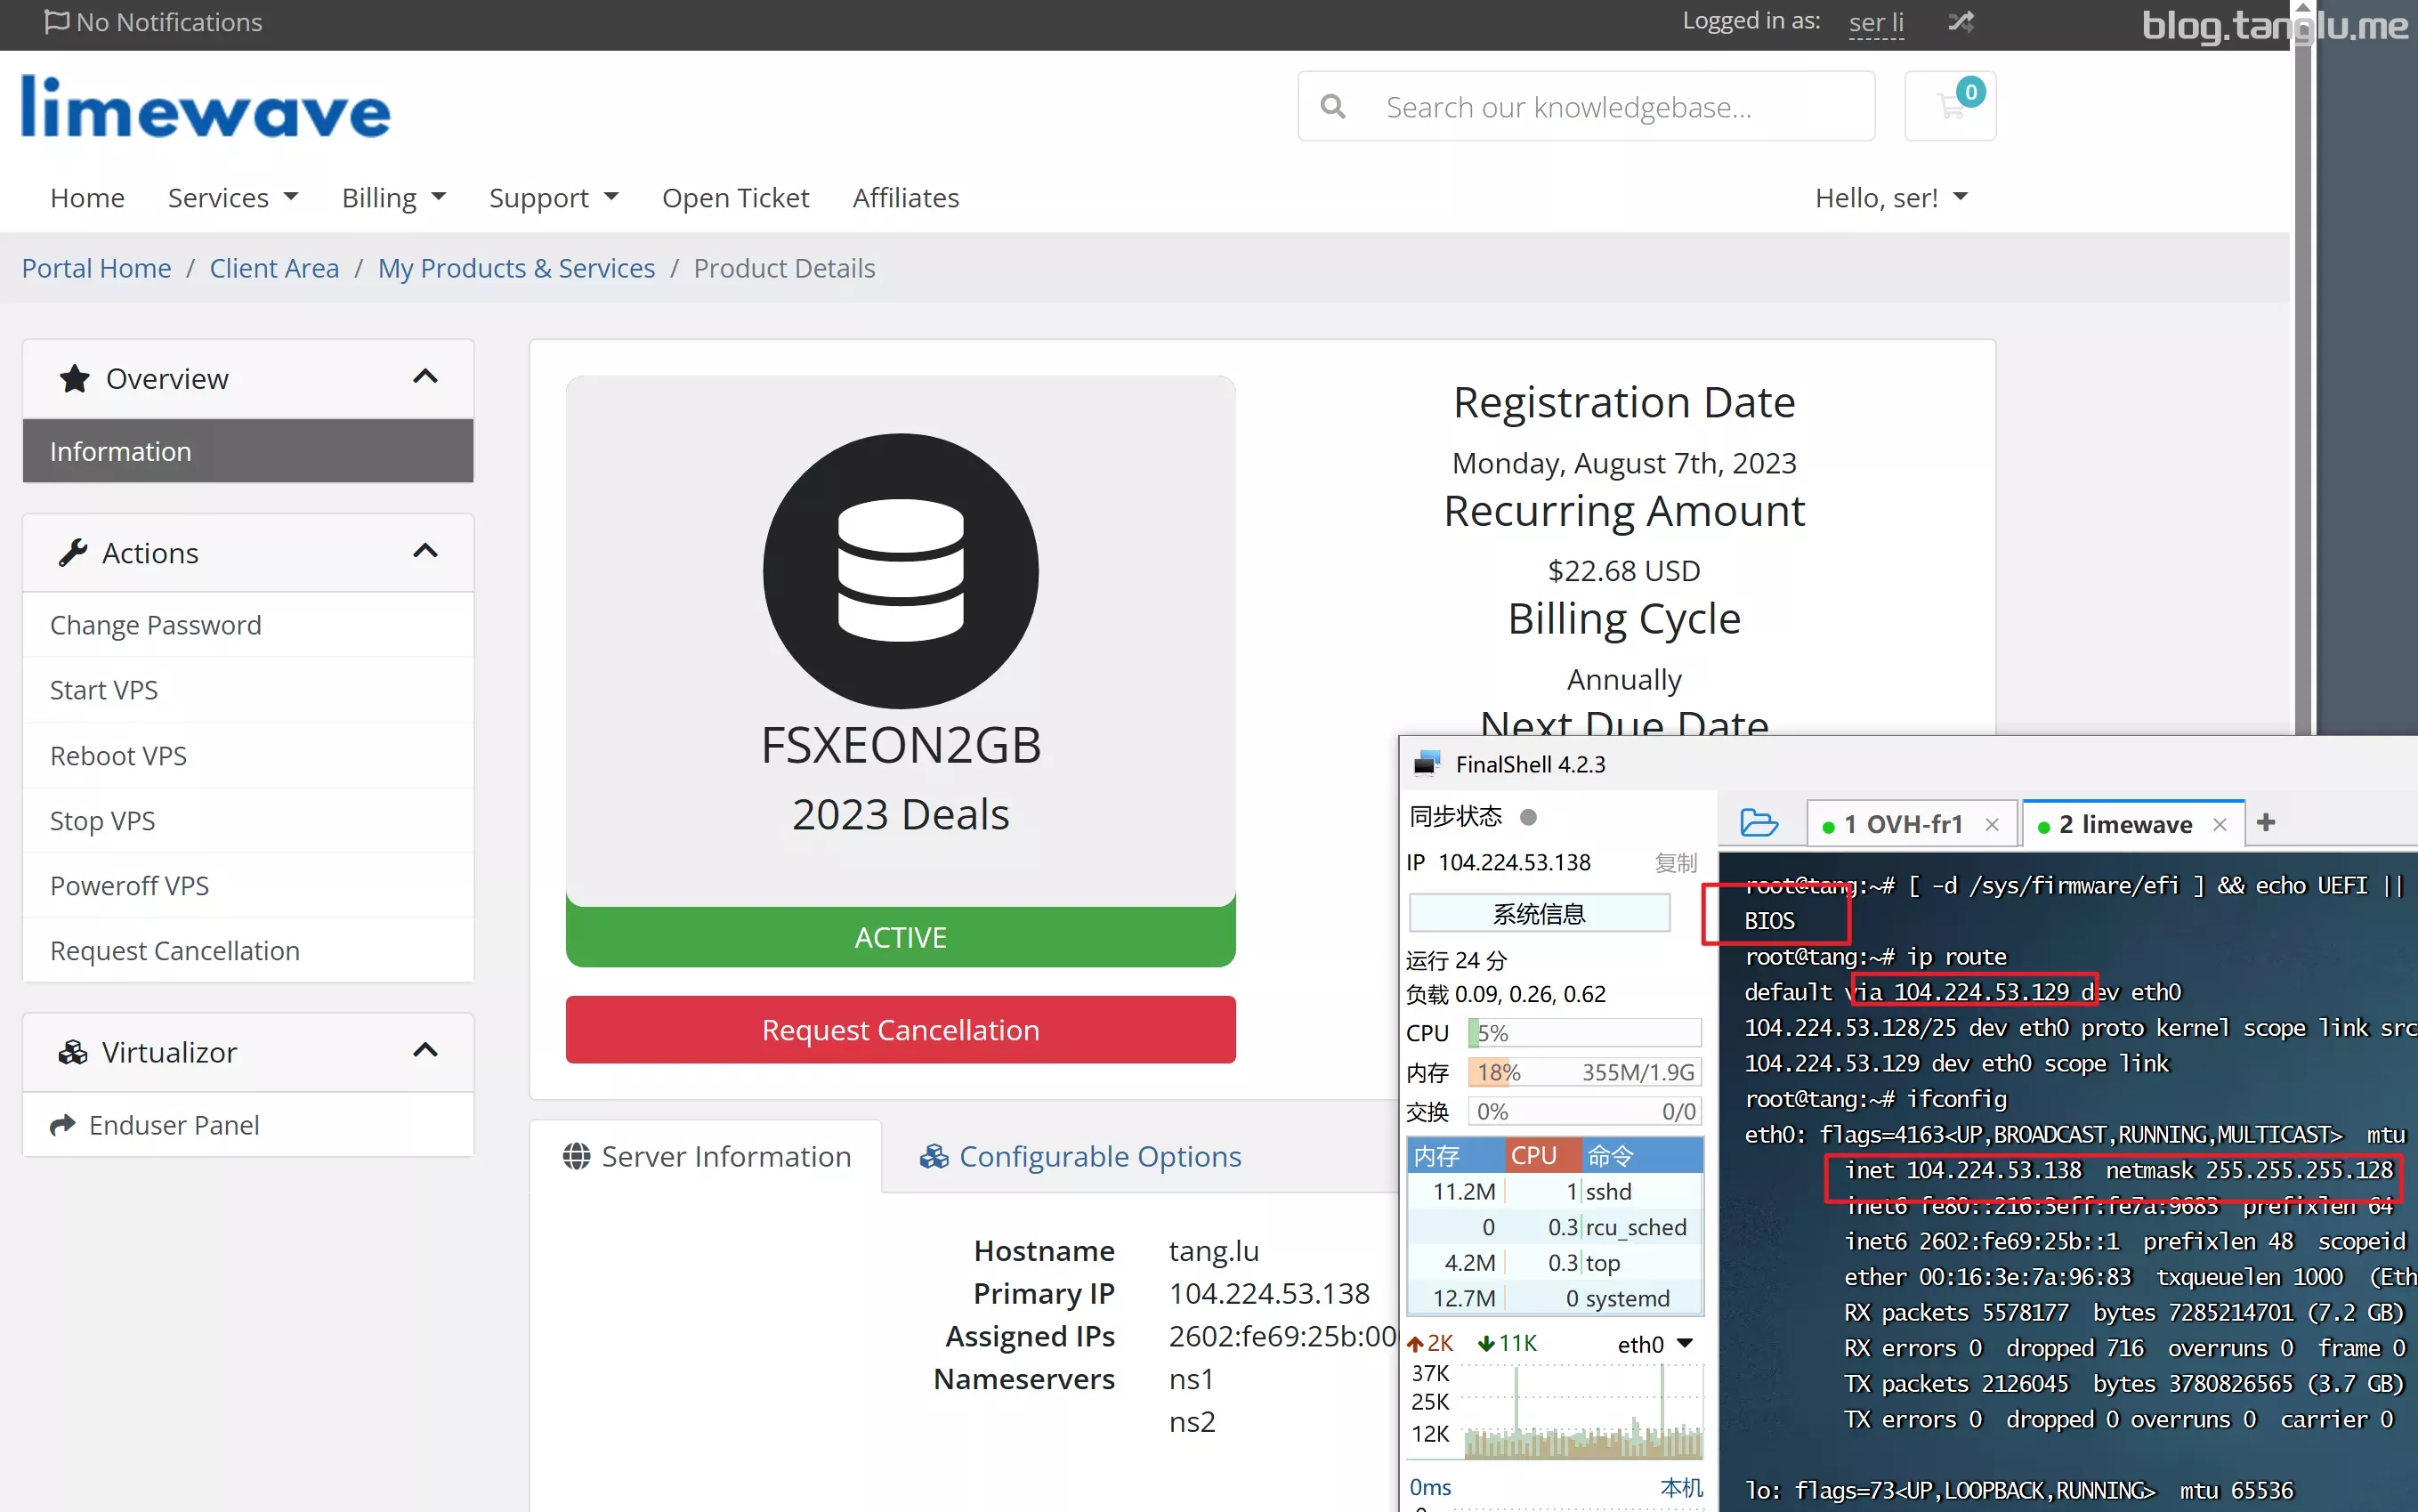 No Notifications
Logged in as: ser li
blog.tanglu.me
limewave
Search our knowledgebase...
0
Home Services Billing Support Open Ticket Affiliates
Hello, ser!
Portal Home / Client Area / My Products & Services / Product Details
Overview
Information
Actions
Change Password
Start VPS
Reboot VPS
Stop VPS
Poweroff VPS
Request Cancellation
Virtualizor
Enduser Panel
FSXEON2GB
2023 Deals
ACTIVE
Request Cancellation
Registration Date
Monday, August 7th, 2023
Recurring Amount
$22.68 USD
Billing Cycle
Annually
Next Due Date
Server Information
Configurable Options
Hostname tang.lu
Primary IP 104.224.53.138
Assigned IPs 2602:fe69:25b:00
Nameservers ns1
ns2
FinalShell 4.2.3
同步状态
IP 104.224.53.138 复制
系统信息
运行 24 分
负载 0.09, 0.26, 0.62
CPU 5%
内存 18% 355M/1.9G
交换 0% 0/0
内存 CPU 命令
11.2M 1 sshd
0 0.3 rcu_sched
4.2M 0.3 top
12.7M 0 systemd
2K 11K eth0
37K
25K
12K
0ms 本机
1 OVH-fr1 ×
2 limewave ×
+
root@tang:~# [ -d /sys/firmware/efi ] && echo UEFI ||
BIOS
root@tang:~# ip route
default via 104.224.53.129 dev eth0
104.224.53.128/25 dev eth0 proto kernel scope link src
104.224.53.129 dev eth0 scope link
root@tang:~# ifconfig
eth0: flags=4163<UP,BROADCAST,RUNNING,MULTICAST> mtu
inet 104.224.53.138 netmask 255.255.255.128
inet6 fe80::216:3eff:fe7a:9683 prefixlen 64
inet6 2602:fe69:25b::1 prefixlen 48 scopeid
ether 00:16:3e:7a:96:83 txqueuelen 1000 (Eth
RX packets 5578177 bytes 7285214701 (7.2 GB)
RX errors 0 dropped 716 overruns 0 frame 0
TX packets 2126045 bytes 3780826565 (3.7 GB)
TX errors 0 dropped 0 overruns 0 carrier 0
lo: flags=73<UP,LOOPBACK,RUNNING> mtu 65536